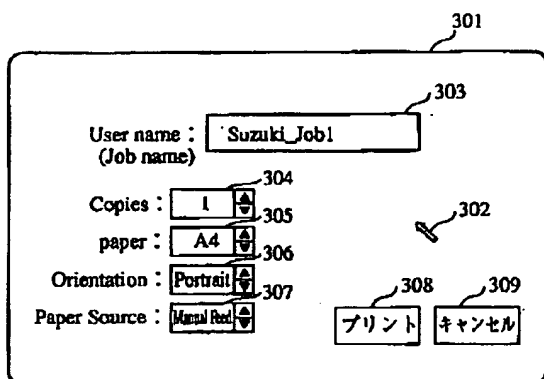 301
303
User name : Suzuki_Job1
(Job name)
304
Copies : 1
305
paper : A4
302
306
Orientation : Portrait
307
Paper Source : Manual Feed
308 309
プリント キャンセル